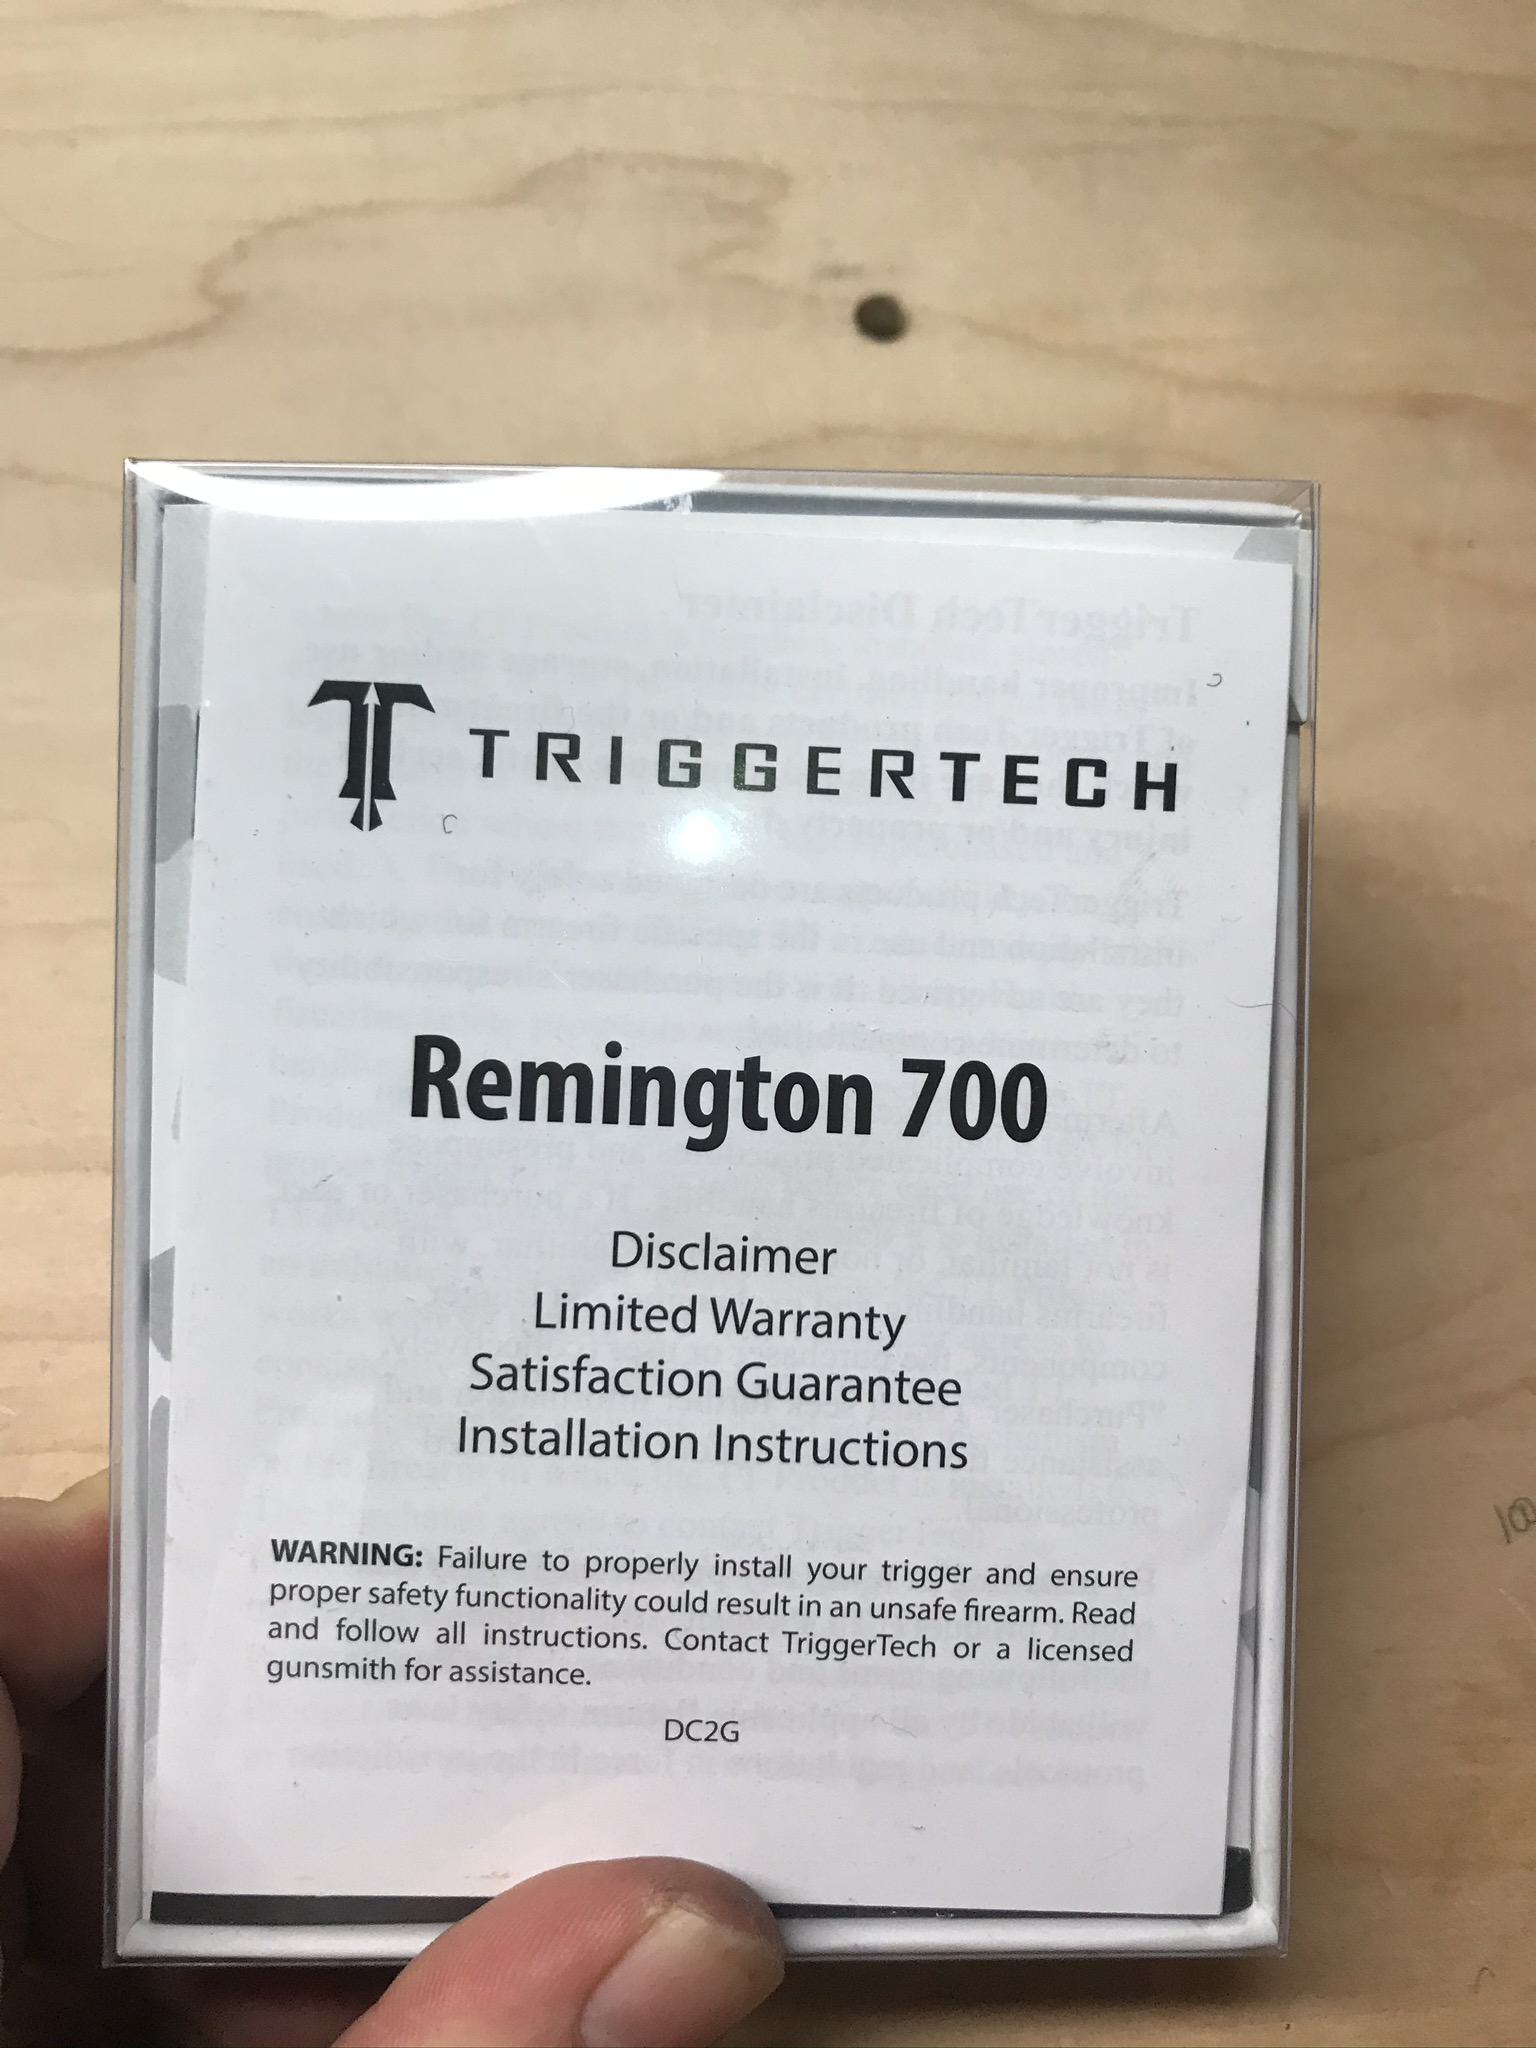 TRIGGERTECH
Remington 700
Disclaimer
Limited Warranty
Satisfaction Guarantee
Installation Instructions
WARNING: Failure to properly install your trigger and ensure
proper safety functionality could result in an unsafe firearm. Read
and follow all instructions. Contact TriggerTech or a licensed
gunsmith for assistance.
DC2G